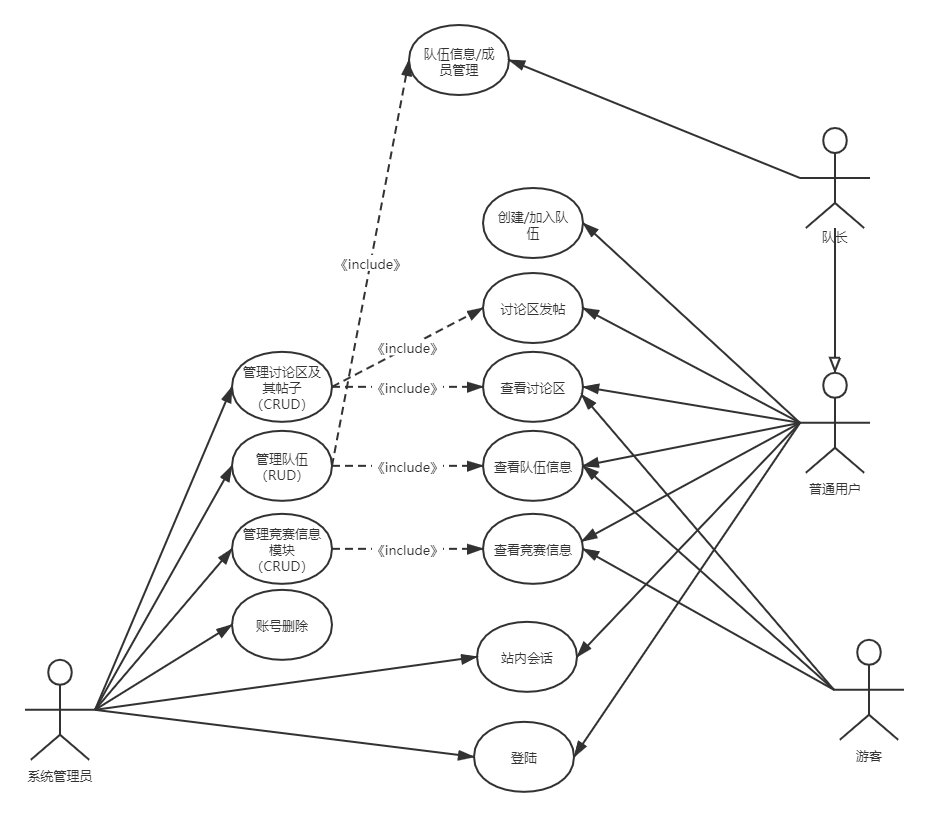 队伍信息/成
员管理
队长
创建/加入队
伍
《include》
讨论区发帖
《include》
管理讨论区及
其帖子
（CRUD）
《include》
查看讨论区
管理队伍
（RUD）
《include》
查看队伍信息
普通用户
管理竞赛信息
模块
（CRUD）
《include》
查看竞赛信息
账号删除
站内会话
登陆
游客
系统管理员